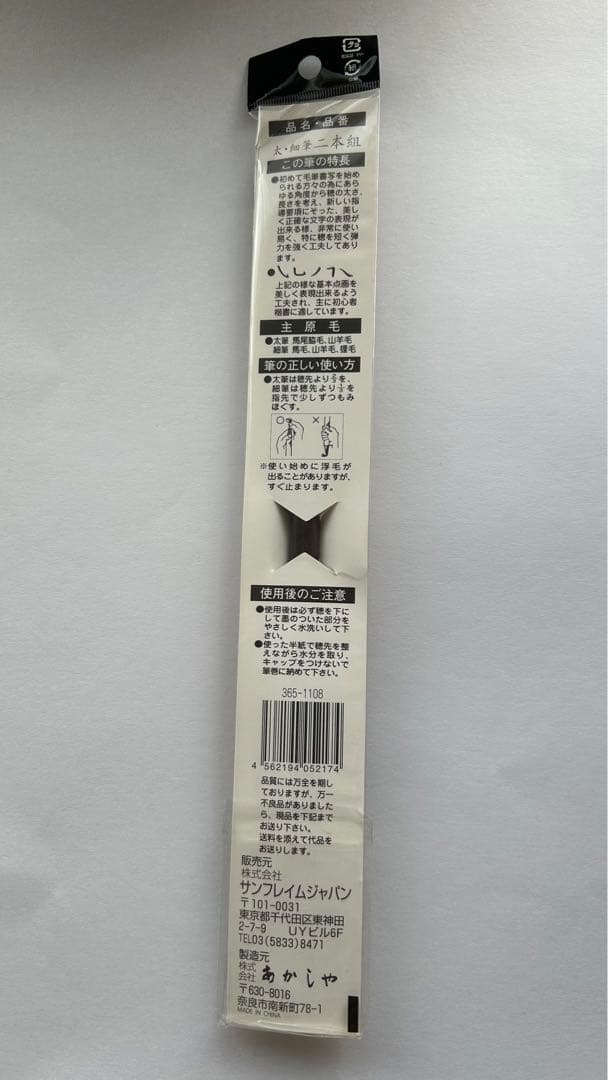 品名・品番
太・細筆二本組
この筆の特長
●初めて毛筆書写を始め
られる方々の為にあら
ゆる角度から穂の太さ、
良さを考え、新しい指
導要項にそった、美し
く正確な文字の表現が
出来る様、非常に使い
易く、特に穂を短く弾
力を強く工夫してあり
ます。
●
上記の様な基本点画を
美しく表現出来るよう
工夫され、主に初心者
楷書に適しています。
主原毛
●太筆 馬尾脇毛、山羊毛
細筆 馬毛、山羊毛、狸毛
筆の正しい使い方
●太筆は穂先より⅔を、
細筆は穂先より⅓を
指先で少しずつもみ
ほぐす。
○ ×
※使い始めに浮毛が
出ることがありますが、
すぐ止まります。
使用後のご注意
●使用後は必ず穂を下に
して墨のついた部分を
やさしく水洗いして下
さい。
●使った半紙で穂先を整
えながら水分を取り、
キャップをつけないで
筆巻に納めて下さい。
365-1108
4 562194 052174
品質には万全を期し
ておりますが、万一
不良品がありました
ら、現品を下記まで
お送り下さい。
送料を添えて代品を
お送りします。
販売元
株式会社
サンフレイムジャパン
〒101-0031
東京都千代田区東神田
2-7-9 UYビル6F
TEL03(5833)8471
製造元
株式会社 あかしや
〒630-8016
奈良市南新町78-1
MADE IN CHINA